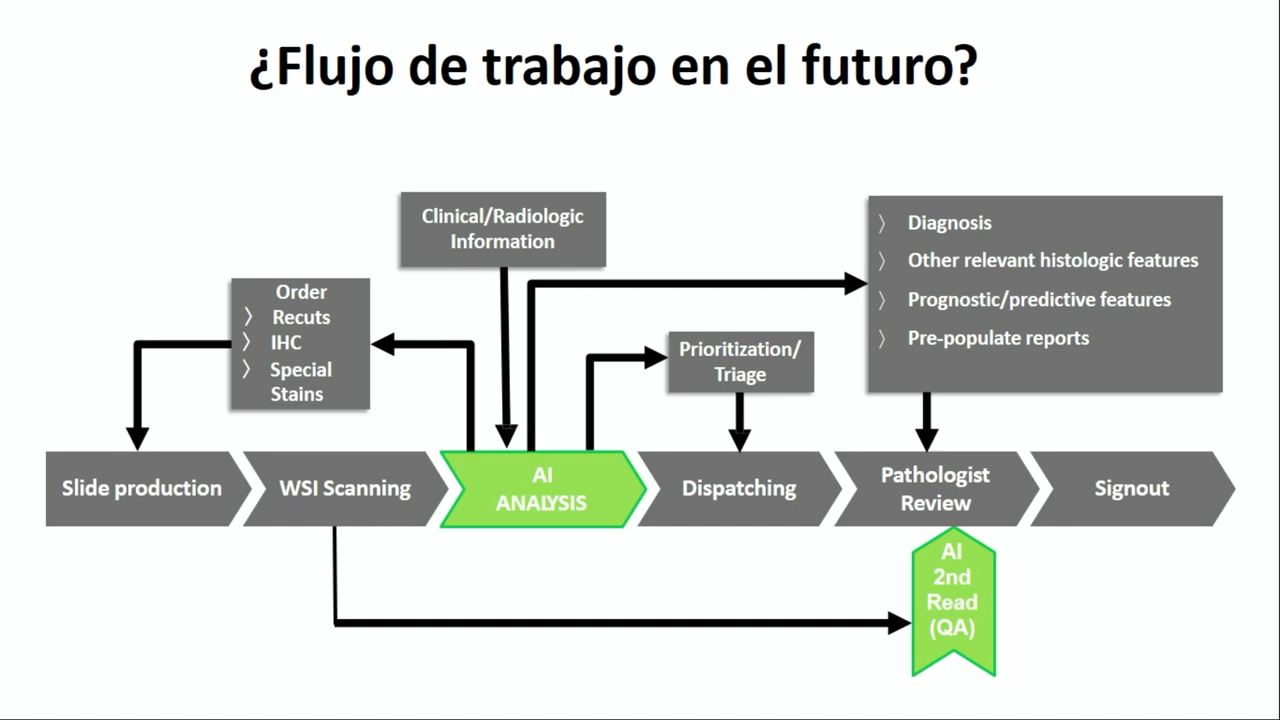 ¿Flujo de trabajo en el futuro?
Clinical/Radiologic
Information
〉 Diagnosis
〉 Other relevant histologic features
〉 Prognostic/predictive features
〉 Pre-populate reports
Order
〉 Recuts
〉 IHC
〉 Special
Stains
Prioritization/
Triage
Slide production
WSI Scanning
AI
ANALYSIS
Dispatching
Pathologist
Review
Signout
AI
2nd
Read
(QA)